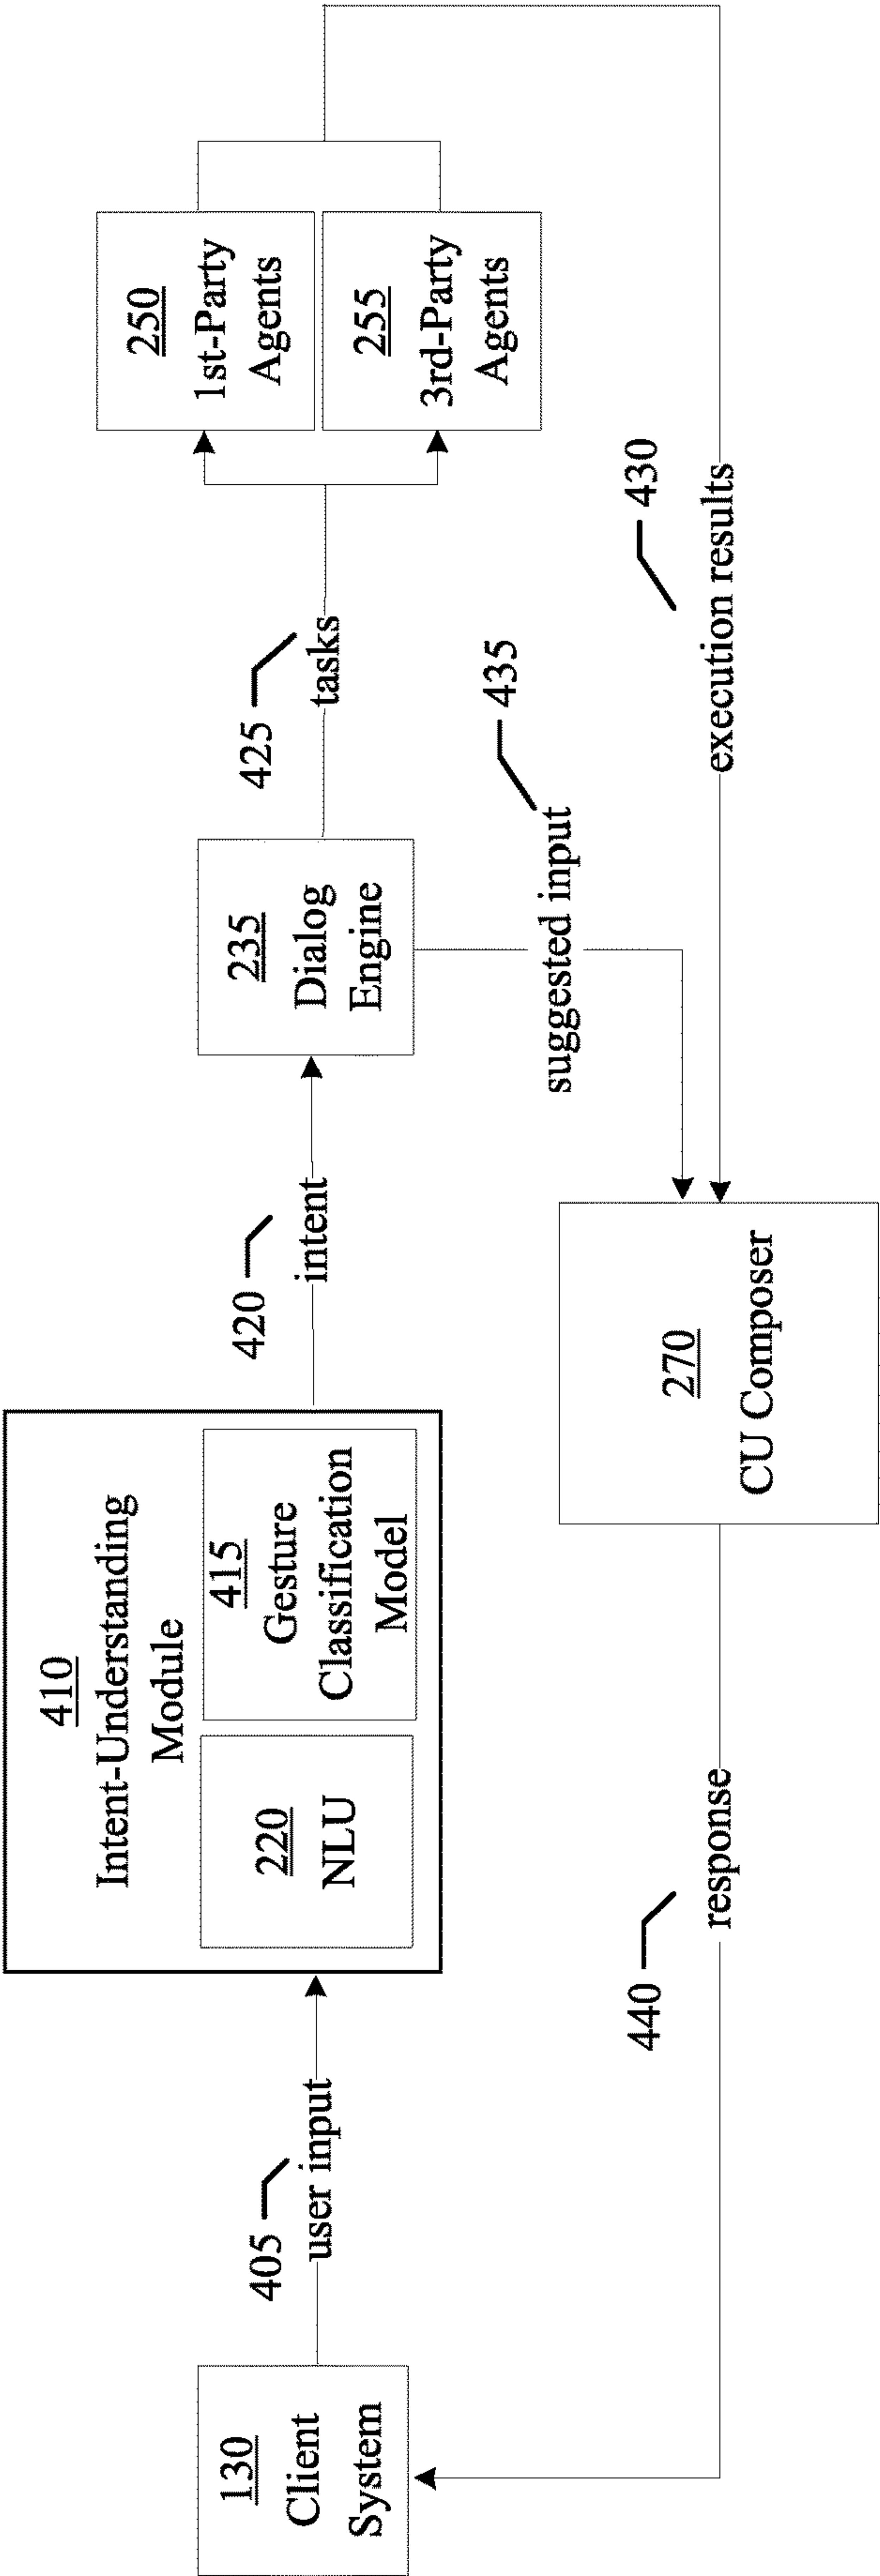 130
Client
System
405
user input
410
Intent-Understanding
Module
220
NLU
415
Gesture
Classification
Model
420
intent
235
Dialog
Engine
425
tasks
250
1st-Party
Agents
255
3rd-Party
Agents
435
suggested input
430
execution results
270
CU Composer
440
response